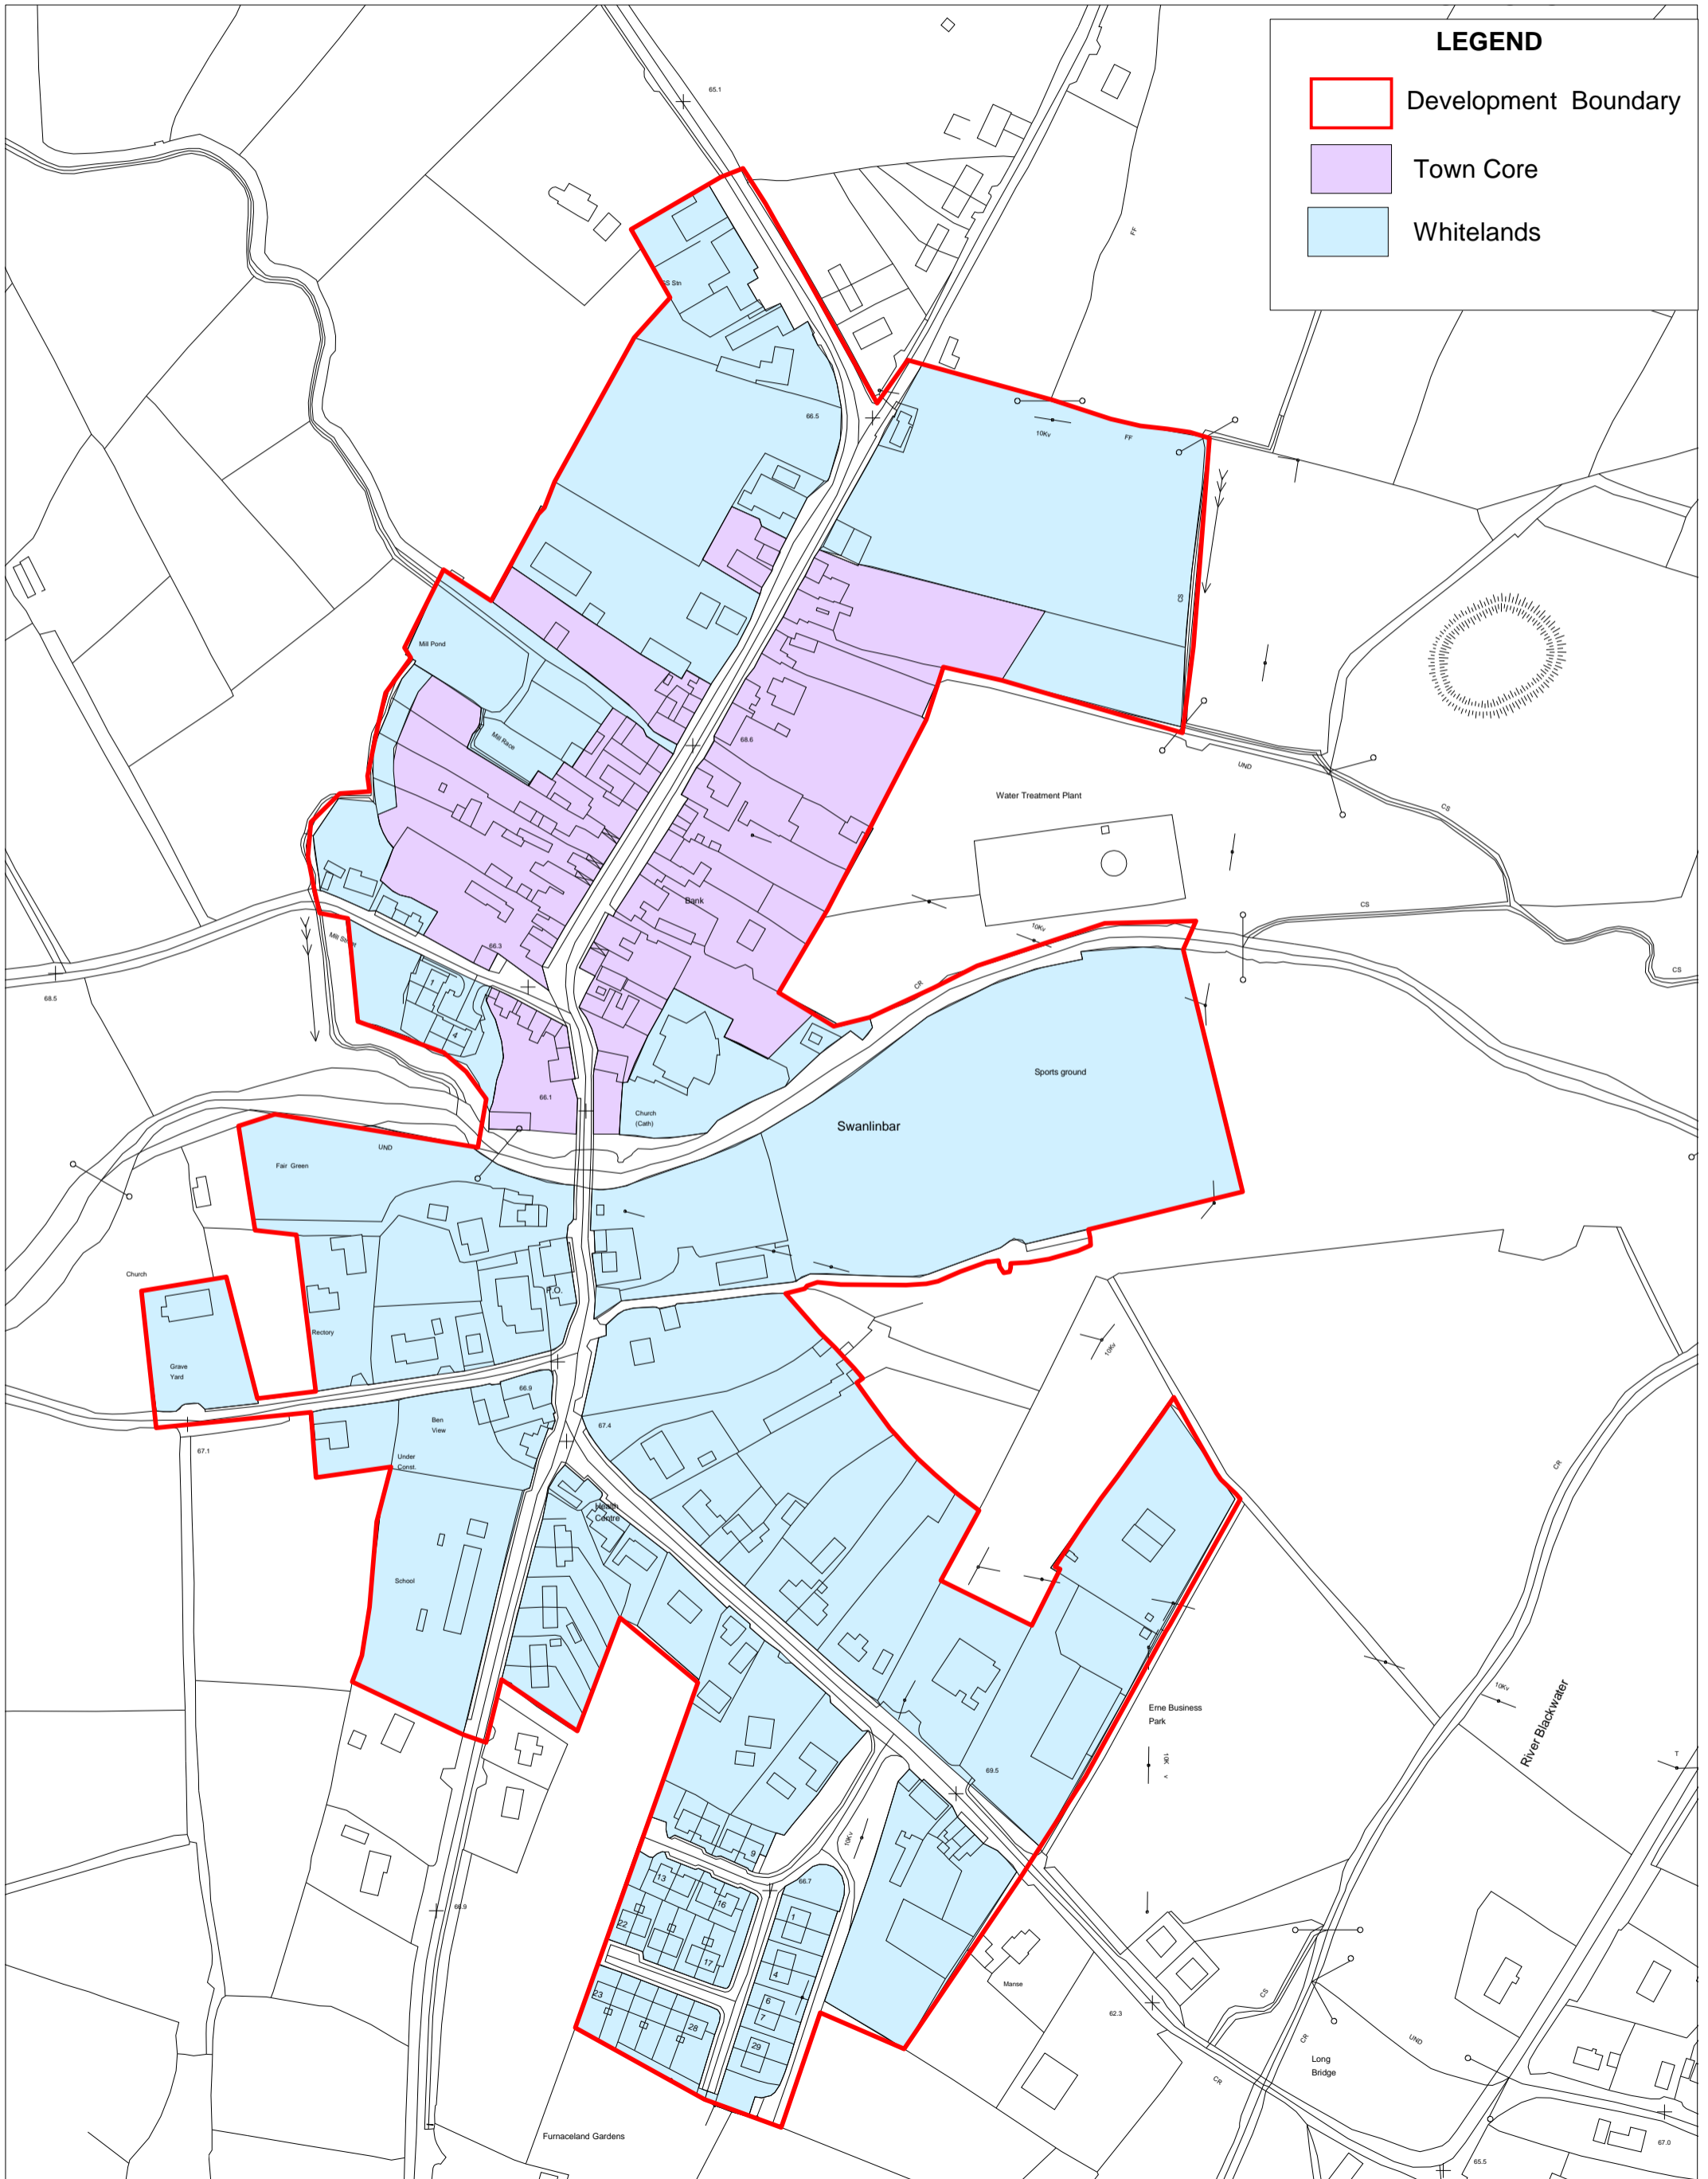 LEGEND
Development Boundary
Town Core
Whitelands
65.1
FF
SS Stn
66.5
10Kv
FF
CS
Mill Pond
Mill Race
68.6
UND
Water Treatment Plant
CS
Bank
CS
Mill Street
66.3
10Kv
CS
68.5
1
4
CR
Sports ground
66.1
Church
(Cath)
Swanlinbar
UND
Fair Green
Church
P.O.
Rectory
10Kv
Grave
Yard
66.9
Ben
View
67.4
67.1
Under
Const.
CR
Health
Centre
School
Erne Business
Park
10Kv
River Blackwater
10K v
T
69.5
9
10Kv
13
16
66.7
22
1
66.9
17
4
Manse
23
6
7
28
29
62.3
CS
CR
UND
Long
Bridge
CR
Furnaceland Gardens
67.0
65.5